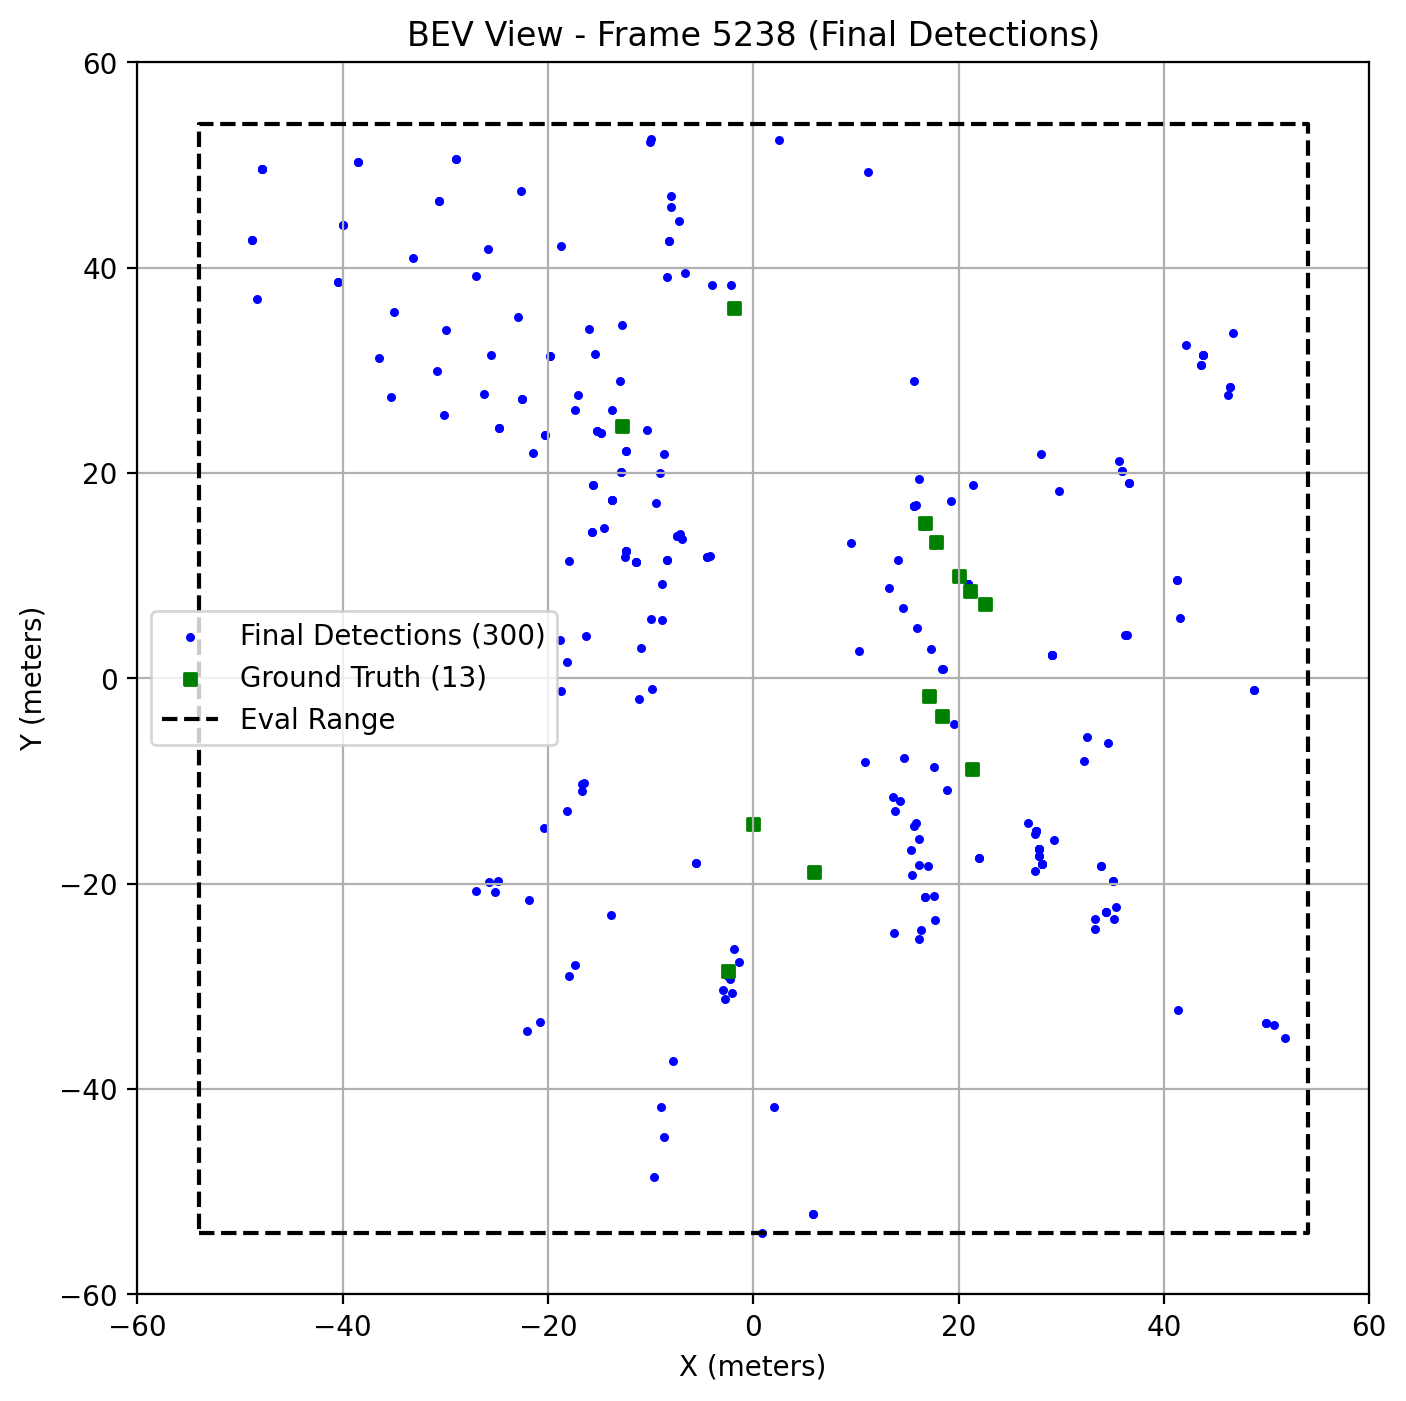 BEV View - Frame 5238 (Final Detections)
60
40
20
0
−20
−40
−60
Y (meters)
Final Detections (300)
Ground Truth (13)
Eval Range
−60 −40 −20 0 20 40 60
X (meters)